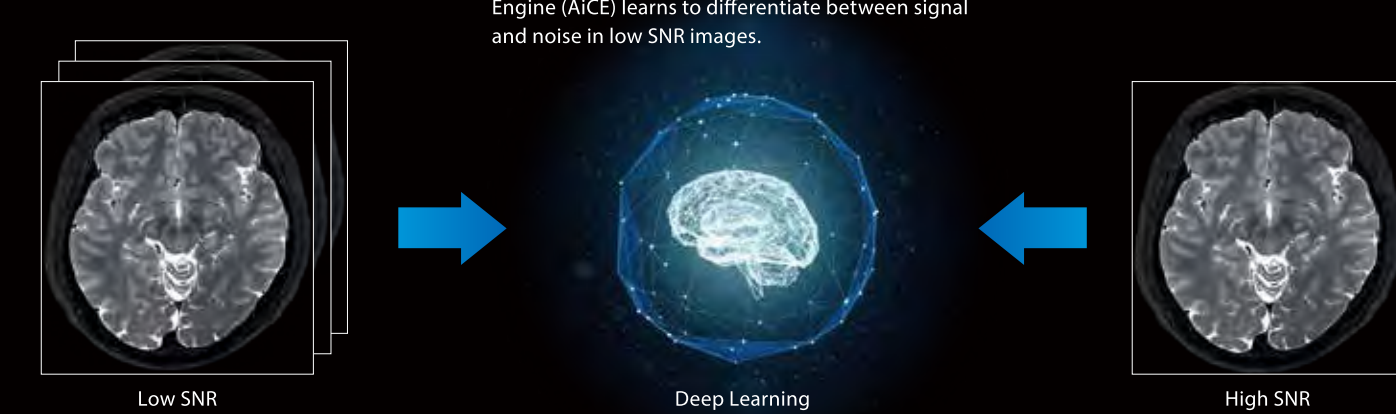 Engine (AiCE) learns to differentiate between signal
and noise in low SNR images.
Low SNR
Deep Learning
High SNR